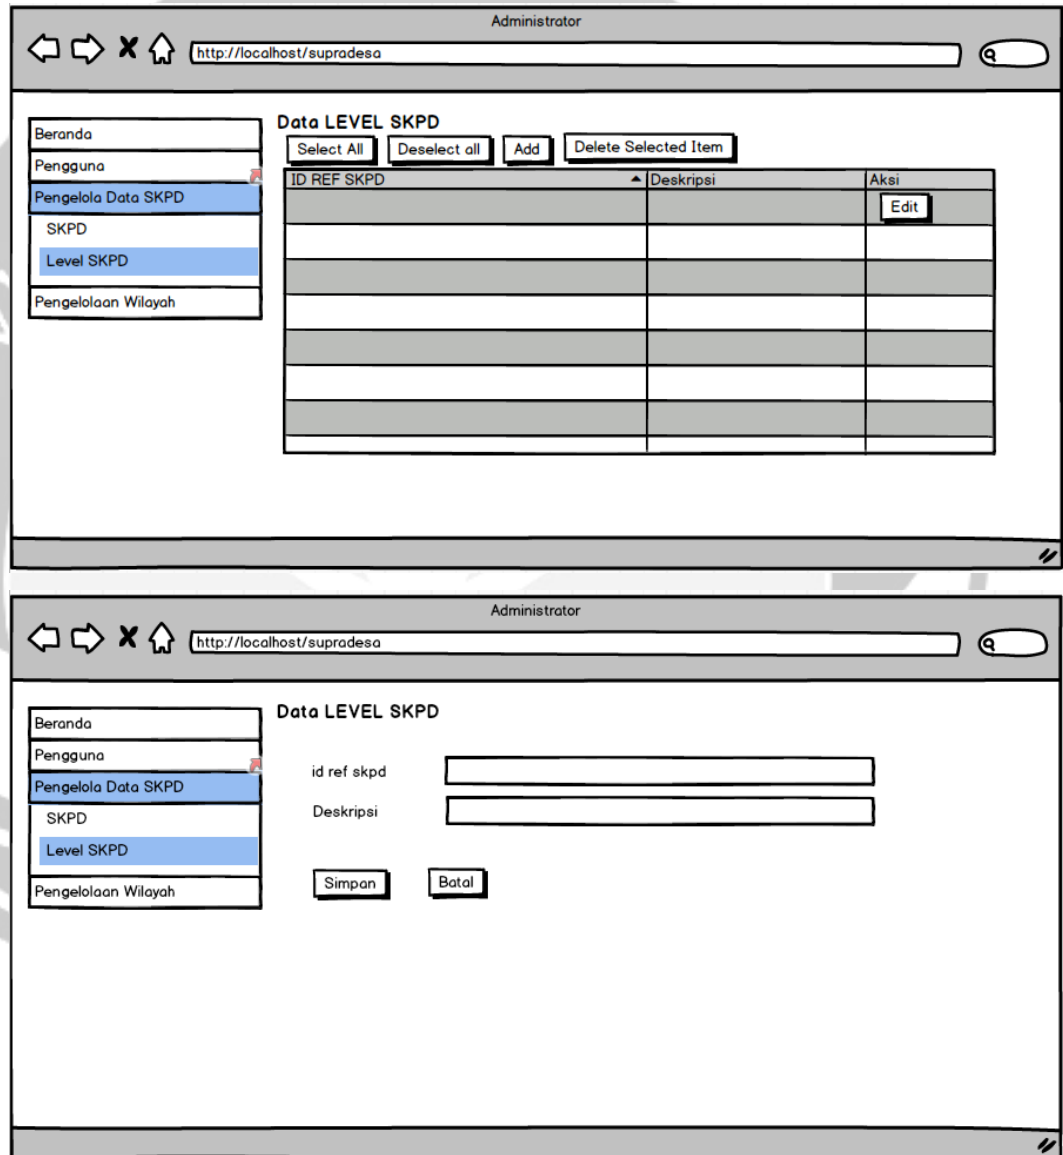 Administrator
http://localhost/supradesa
Beranda
Pengguna
Pengelola Data SKPD
SKPD
Level SKPD
Pengelolaan Wilayah
Data LEVEL SKPD
Select All Deselect all Add Delete Selected Item
ID REF SKPD Deskripsi Aksi
Edit
Administrator
http://localhost/supradesa
Beranda
Pengguna
Pengelola Data SKPD
SKPD
Level SKPD
Pengelolaan Wilayah
Data LEVEL SKPD
id ref skpd
Deskripsi
Simpan Batal